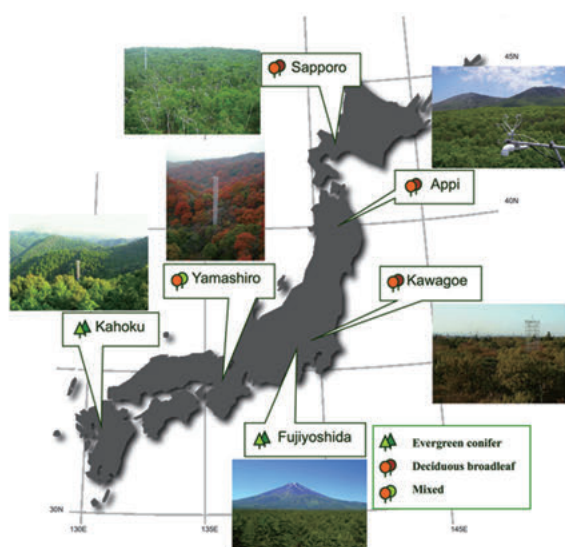 45N
Sapporo
Appi
40N
Yamashiro
Kawagoe
Kahoku
Fujiyoshida
Evergreen conifer
Deciduous broadleaf
Mixed
30N
130E
135E
145E